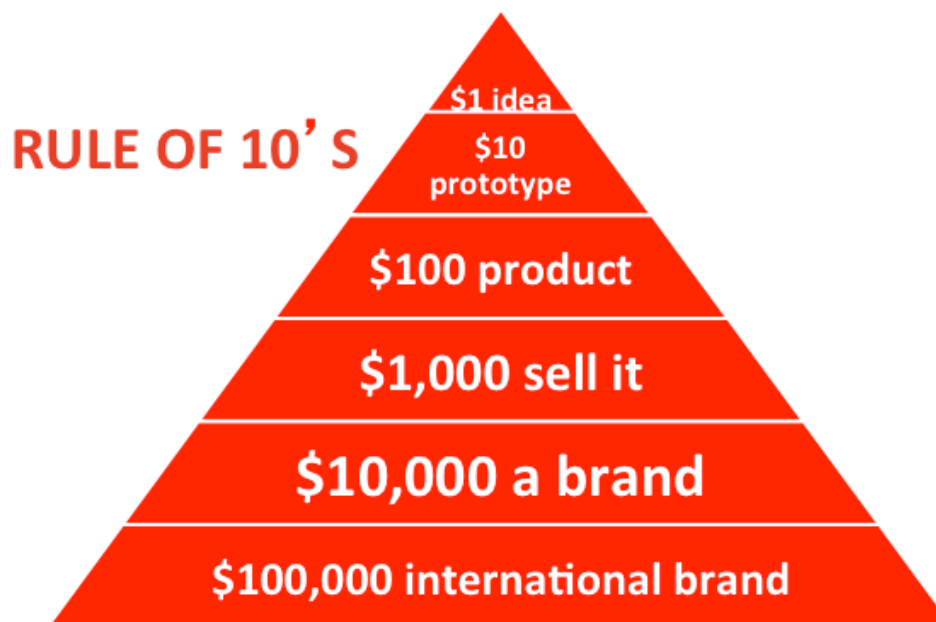 $1 idea
RULE OF 10’ S
$10
prototype
$100 product
$1,000 sell it
$10,000 a brand
$100,000 international brand